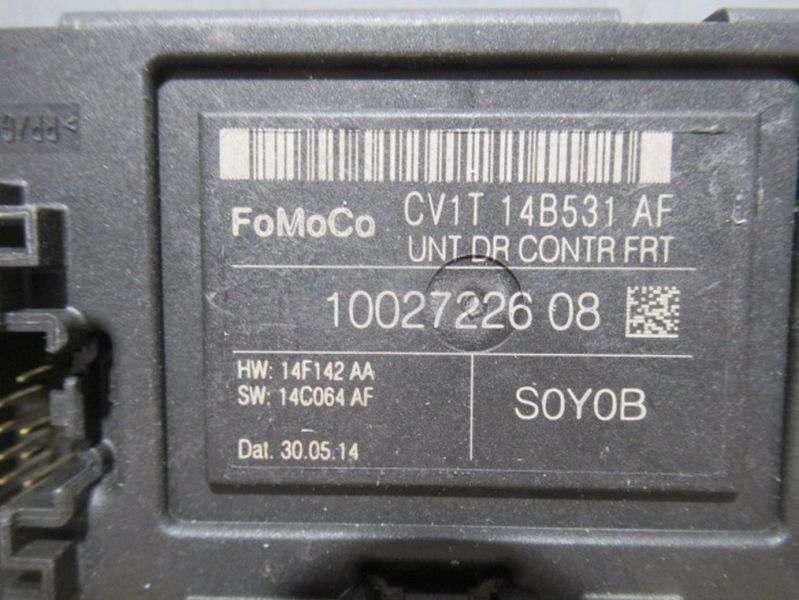 FoMoCo CV1T 14B531 AF
UNT DR CONTR FRT
10027226 08
HW: 14F142 AA
SW: 14C064 AF
S0Y0B
Dat. 30.05.14